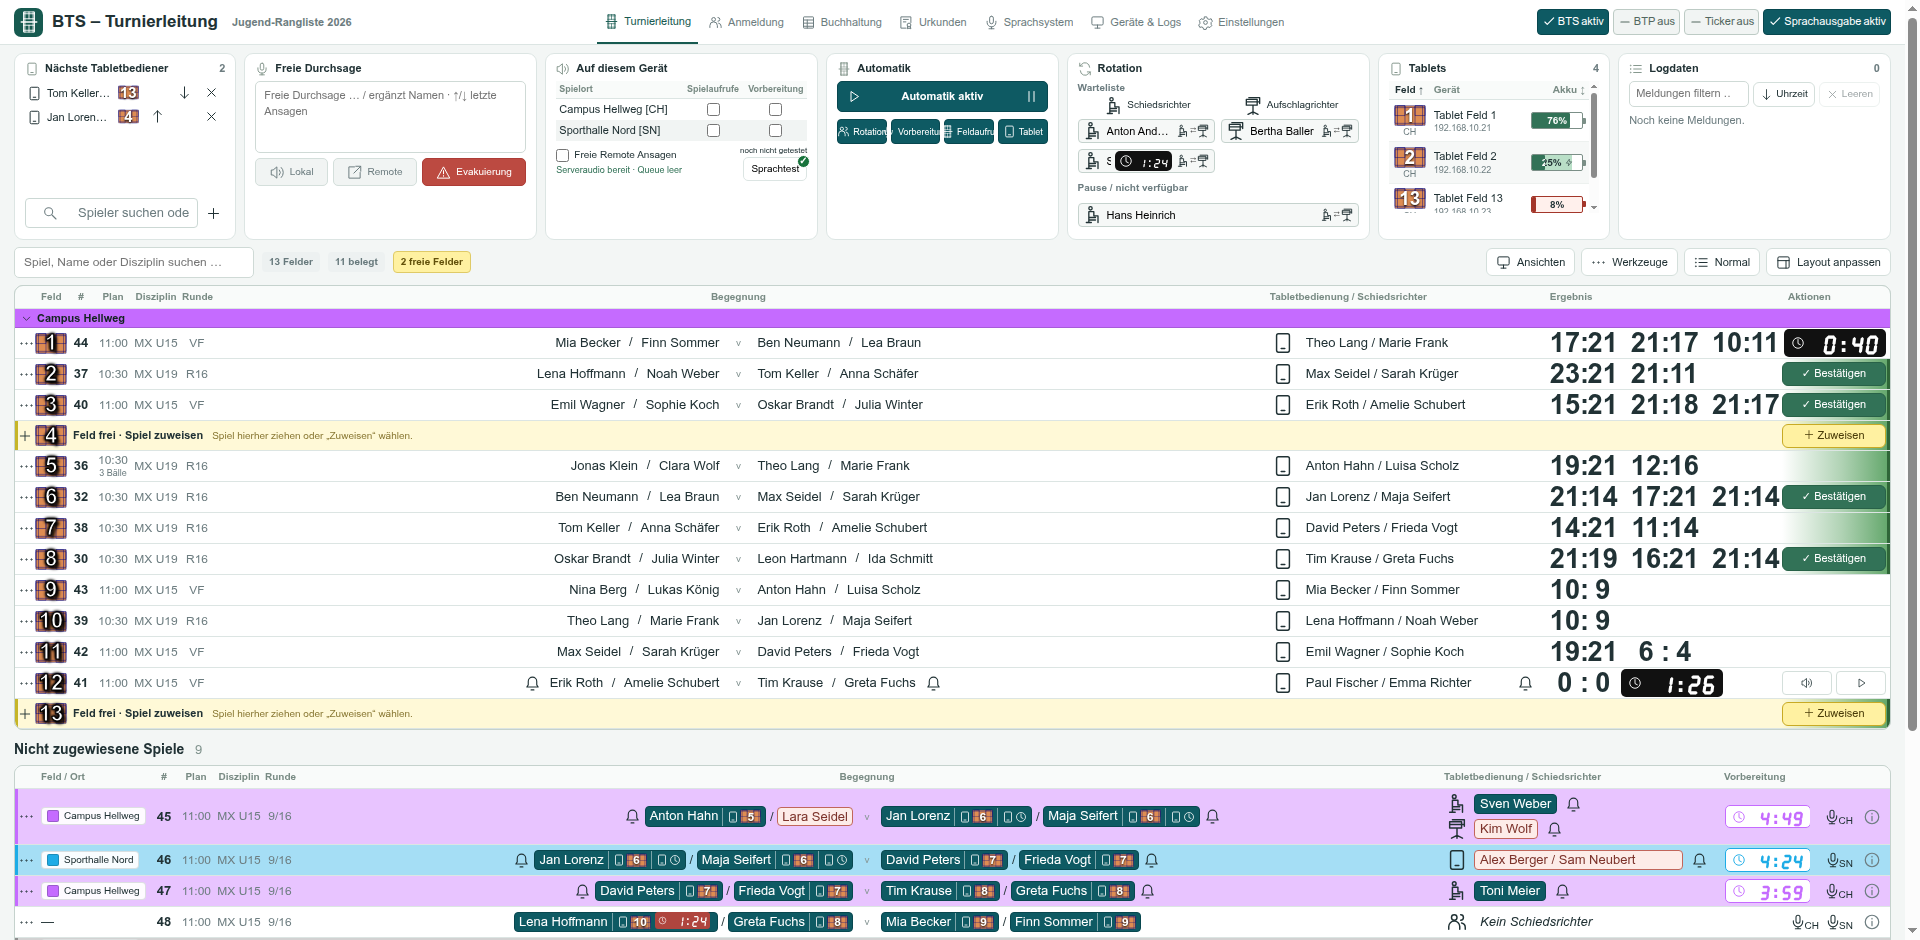 BTS – Turnierleitung Jugend-Rangliste 2026 Turnierleitung Anmeldung Buchhaltung Urkunden Sprachsystem Geräte & Logs Einstellungen ✓ BTS aktiv — BTP aus — Ticker aus ✓ Sprachausgabe aktiv
Nächste Tabletbediener 2
Tom Keller… 13 ↓ ×
Jan Loren… 4 ↑ ×
Spieler suchen ode +
Freie Durchsage
Freie Durchsage … / ergänzt Namen · ↑/↓ letzte
Ansagen
Lokal Remote Evakuierung
Auf diesem Gerät
Spielort Spielaufrufe Vorbereitung
Campus Hellweg [CH]
Sporthalle Nord [SN]
Freie Remote Ansagen
Serveraudio bereit · Queue leer
noch nicht getestet
Sprachtest
Automatik
Automatik aktiv
Rotation Vorbereitu Feldaufru Tablet
Rotation
Warteliste
Schiedsrichter Aufschlagrichter
Anton And… Bertha Baller
1:24
Pause / nicht verfügbar
Hans Heinrich
Tablets 4
Feld ↑ Gerät Akku ↕
1 CH Tablet Feld 1 76%
192.168.10.21
2 CH Tablet Feld 2 25%
192.168.10.22
13 Tablet Feld 13 8%
192.168.10.23
Logdaten 0
Meldungen filtern .. ↓ Uhrzeit × Leeren
Noch keine Meldungen.
Spiel, Name oder Disziplin suchen … 13 Felder 11 belegt 2 freie Felder Ansichten ··· Werkzeuge Normal Layout anpassen
Feld # Plan Disziplin Runde Begegnung Tabletbedienung / Schiedsrichter Ergebnis Aktionen
Campus Hellweg
1 44 11:00 MX U15 VF Mia Becker / Finn Sommer v Ben Neumann / Lea Braun Theo Lang / Marie Frank 17:21 21:17 10:11 0:40
2 37 10:30 MX U19 R16 Lena Hoffmann / Noah Weber v Tom Keller / Anna Schäfer Max Seidel / Sarah Krüger 23:21 21:11 ✓ Bestätigen
3 40 11:00 MX U15 VF Emil Wagner / Sophie Koch v Oskar Brandt / Julia Winter Erik Roth / Amelie Schubert 15:21 21:18 21:17 ✓ Bestätigen
+ 4 Feld frei · Spiel zuweisen Spiel hierher ziehen oder „Zuweisen“ wählen. + Zuweisen
5 36 10:30 3 Bälle MX U19 R16 Jonas Klein / Clara Wolf v Theo Lang / Marie Frank Anton Hahn / Luisa Scholz 19:21 12:16
6 32 10:30 MX U19 R16 Ben Neumann / Lea Braun v Max Seidel / Sarah Krüger Jan Lorenz / Maja Seifert 21:14 17:21 21:14 ✓ Bestätigen
7 38 10:30 MX U19 R16 Tom Keller / Anna Schäfer v Erik Roth / Amelie Schubert David Peters / Frieda Vogt 14:21 11:14
8 30 10:30 MX U19 R16 Oskar Brandt / Julia Winter v Leon Hartmann / Ida Schmitt Tim Krause / Greta Fuchs 21:19 16:21 21:14 ✓ Bestätigen
9 43 11:00 MX U15 VF Nina Berg / Lukas König v Anton Hahn / Luisa Scholz Mia Becker / Finn Sommer 10: 9
10 39 10:30 MX U19 R16 Theo Lang / Marie Frank v Jan Lorenz / Maja Seifert Lena Hoffmann / Noah Weber 10: 9
11 42 11:00 MX U15 VF Max Seidel / Sarah Krüger v David Peters / Frieda Vogt Emil Wagner / Sophie Koch 19:21 6 : 4
12 41 11:00 MX U15 VF Erik Roth / Amelie Schubert v Tim Krause / Greta Fuchs Paul Fischer / Emma Richter 0 : 0 1:26
+ 13 Feld frei · Spiel zuweisen Spiel hierher ziehen oder „Zuweisen“ wählen. + Zuweisen
Nicht zugewiesene Spiele 9
Feld / Ort # Plan Disziplin Runde Begegnung Tabletbedienung / Schiedsrichter Vorbereitung
Campus Hellweg 45 11:00 MX U15 9/16 Anton Hahn 5 / Lara Seidel v Jan Lorenz 6 / Maja Seifert 6 Sven Weber Kim Wolf 4:49 CH
Sporthalle Nord 46 11:00 MX U15 9/16 Jan Lorenz 6 / Maja Seifert 6 v David Peters 7 / Frieda Vogt 7 Alex Berger / Sam Neubert 4:24 SN
Campus Hellweg 47 11:00 MX U15 9/16 David Peters 7 / Frieda Vogt 7 v Tim Krause 8 / Greta Fuchs 8 Toni Meier 3:59 CH
— 48 11:00 MX U15 9/16 Lena Hoffmann 10 1:24 / Greta Fuchs 8 v Mia Becker 9 / Finn Sommer 9 Kein Schiedsrichter CH SN